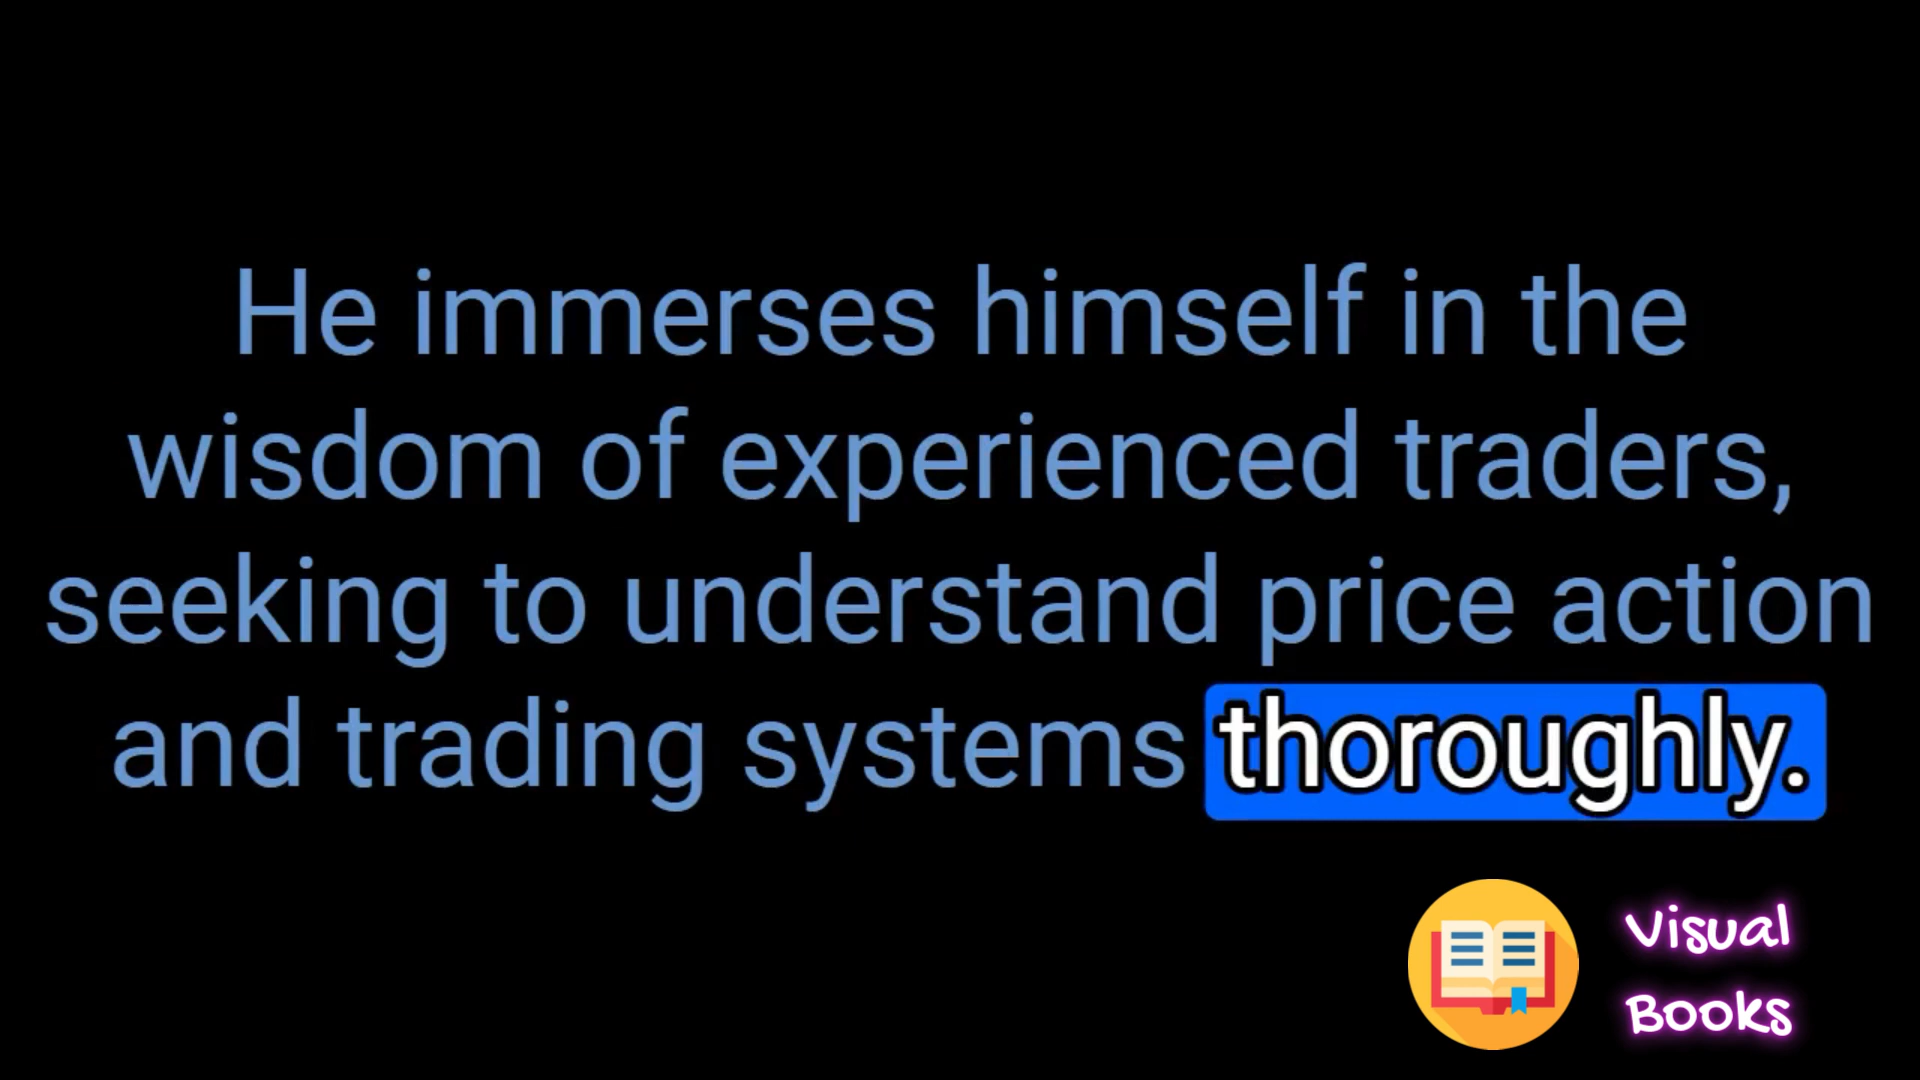 He immerses himself in the
wisdom of experienced traders,
seeking to understand price action
and trading systems thoroughly.
Visual
Books